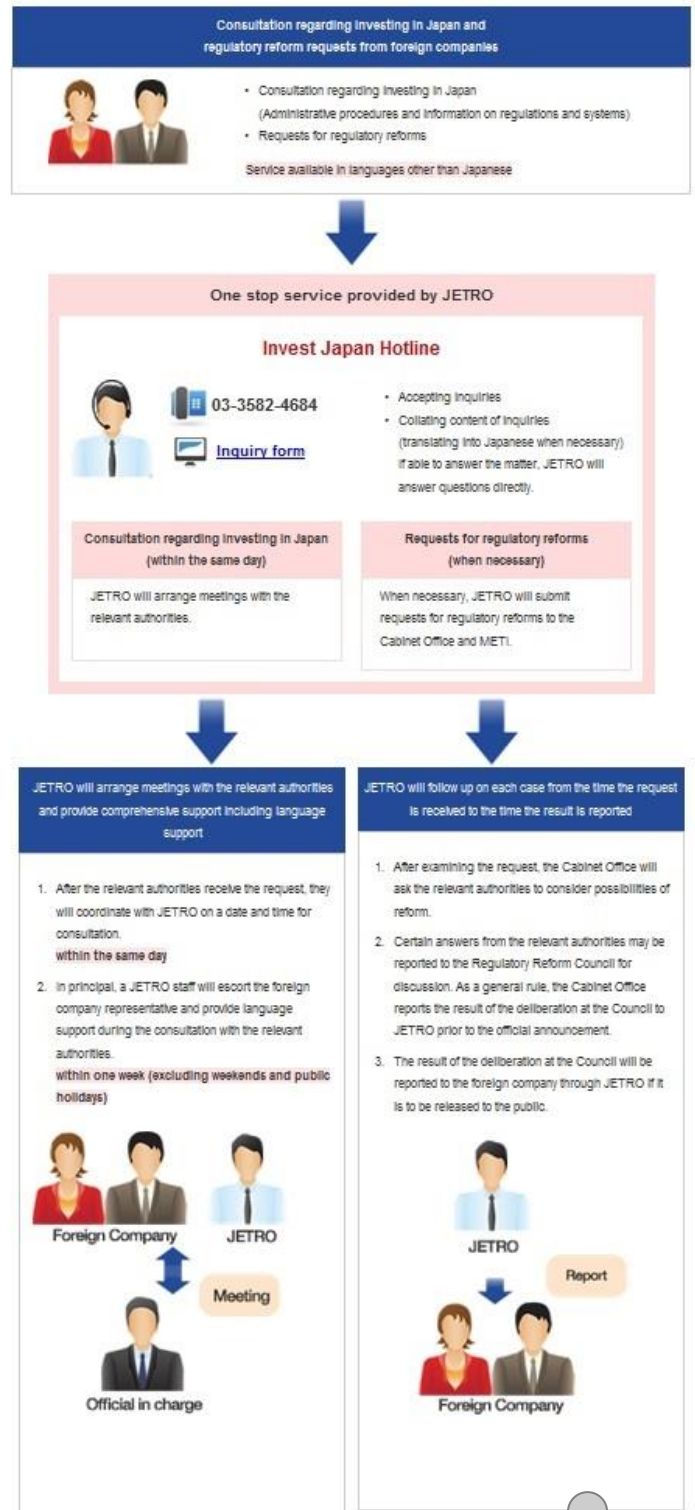 Consultation regarding Investing in Japan and
regulatory reform requests from foreign companies
• Consultation regarding Investing in Japan
(Administrative procedures and Information on regulations and systems)
• Requests for regulatory reforms
Service available in languages other than Japanese
One stop service provided by JETRO
Invest Japan Hotline
03-3582-4684
Inquiry form
• Accepting Inquiries
• Collating content of Inquiries
(translating into Japanese when necessary)
If able to answer the matter, JETRO will
answer questions directly.
Consultation regarding Investing in Japan
(within the same day)
JETRO will arrange meetings with the
relevant authorities.
Requests for regulatory reforms
(when necessary)
When necessary, JETRO will submit
requests for regulatory reforms to the
Cabinet Office and METI.
JETRO will arrange meetings with the relevant authorities
and provide comprehensive support including language
support
1. After the relevant authorities receive the request, they
will coordinate with JETRO on a date and time for
consultation.
within the same day
2. In principal, a JETRO staff will escort the foreign
company representative and provide language
support during the consultation with the relevant
authorities.
within one week (excluding weekends and public
holidays)
Foreign Company
JETRO
Meeting
Official in charge
JETRO will follow up on each case from the time the request
is received to the time the result is reported
1. After examining the request, the Cabinet Office will
ask the relevant authorities to consider possibilities of
reform.
2. Certain answers from the relevant authorities may be
reported to the Regulatory Reform Council for
discussion. As a general rule, the Cabinet Office
reports the result of the deliberation at the Council to
JETRO prior to the official announcement.
3. The result of the deliberation at the Council will be
reported to the foreign company through JETRO if it
is to be released to the public.
JETRO
Report
Foreign Company